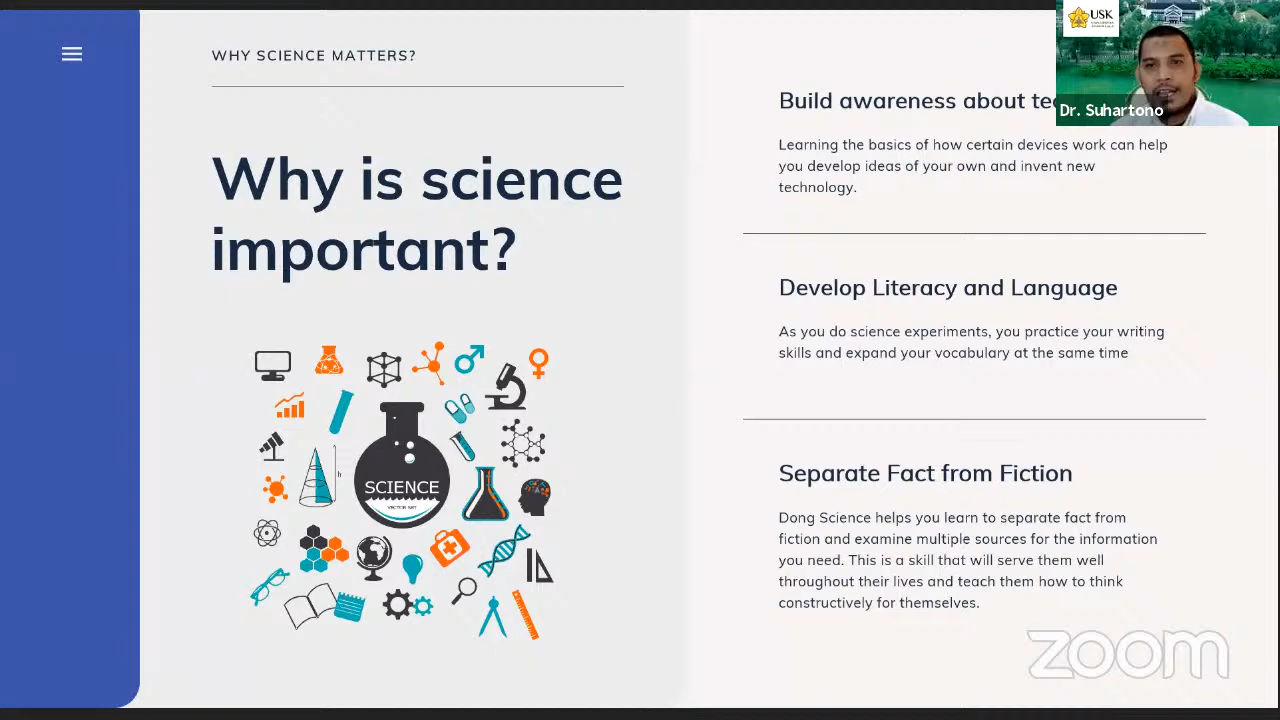 WHY SCIENCE MATTERS?
Why is science
important?
SCIENCE
VECTOR SET
h
Build awareness about
Learning the basics of how certain devices work can help
you develop ideas of your own and invent new
technology.
Develop Literacy and Language
As you do science experiments, you practice your writing
skills and expand your vocabulary at the same time
Separate Fact from Fiction
Dong Science helps you learn to separate fact from
fiction and examine multiple sources for the information
you need. This is a skill that will serve them well
throughout their lives and teach them how to think
constructively for themselves.
USK
Dr. Suhartono
zoom